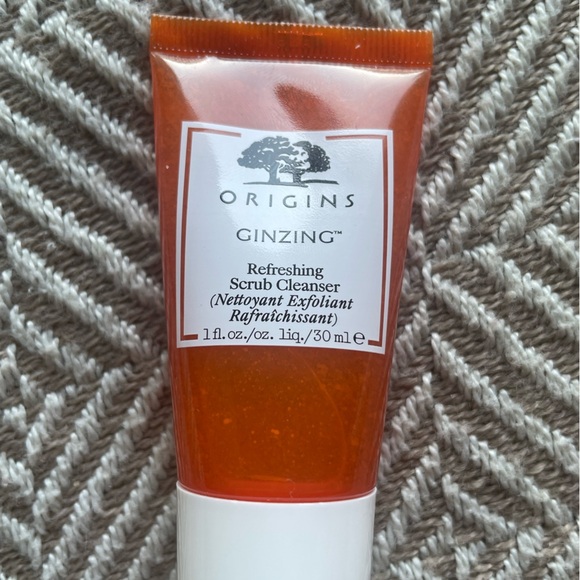 ORIGINS
GINZING™
Refreshing
Scrub Cleanser
(Nettoyant Exfoliant
Rafraîchissant)
1 fl. oz./oz. liq./30 ml e